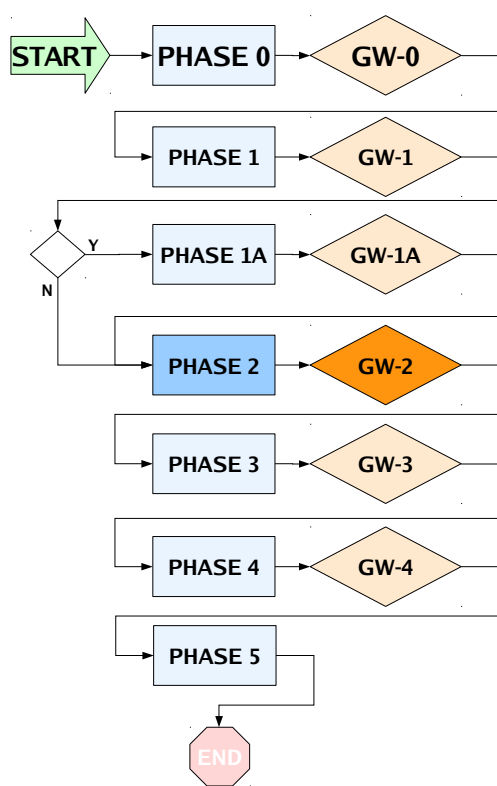 START
PHASE 0
GW-0
PHASE 1
GW-1
Y
PHASE 1A
GW-1A
N
PHASE 2
GW-2
PHASE 3
GW-3
PHASE 4
GW-4
PHASE 5
END